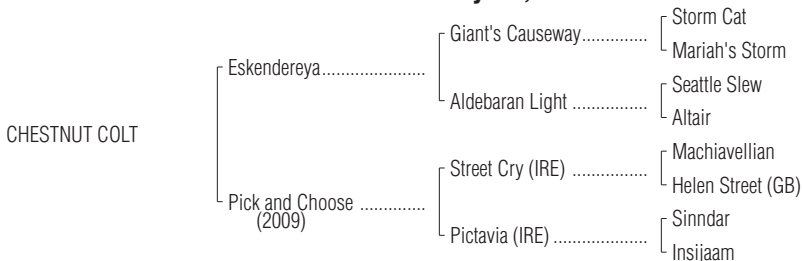 Storm Cat
Giant's Causeway..............
Mariah's Storm
Eskendereya......................
Seattle Slew
Aldebaran Light ................
Altair
CHESTNUT COLT
Machiavellian
Street Cry (IRE) ................
Helen Street (GB)
Pick and Choose ..............
(2009)
Sinndar
Pictavia (IRE) ....................
Insijaam